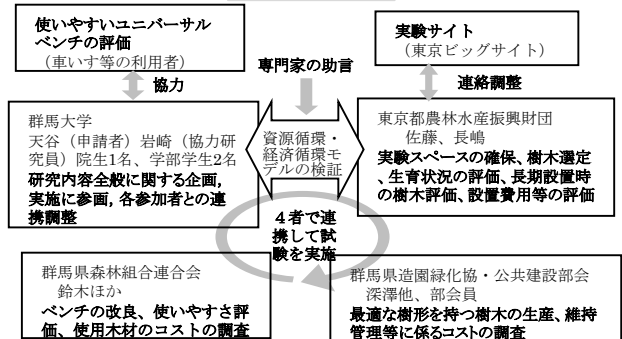 使いやすいユニバーサル
ベンチの評価
（車いす等の利用者）
専門家の助言
実験サイト
（東京ビッグサイト）
協力
連絡調整
群馬大学
天谷（申請者）岩崎（協力研
究員）院生1名、学部学生2名
研究内容全般に関する企画,
実施に参画, 各参加者との連
携調整
資源循環・
経済循環モ
デルの検証
東京都農林水産振興財団
佐藤、長嶋
実験スペースの確保、樹木選定
、生育状況の評価、長期設置時
の樹木評価、設置費用等の評価
４者で連
携して試
験を実施
群馬県森林組合連合会
鈴木ほか
ベンチの改良、使いやすさ評
価、使用木材のコストの調査
群馬県造園緑化協・公共建設部会
深澤他、部会員
最適な樹形を持つ樹木の生産、維持
管理等に係るコストの調査